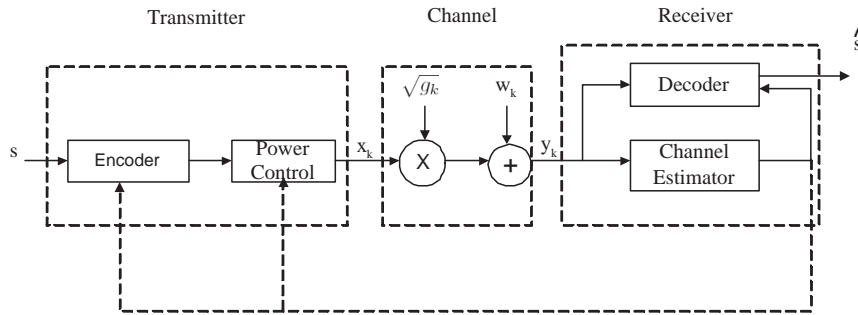 Transmitter
Channel
Receiver
^
s
√g_k
w_k
Decoder
s
Encoder
Power
Control
x_k
X
+
y_k
Channel
Estimator